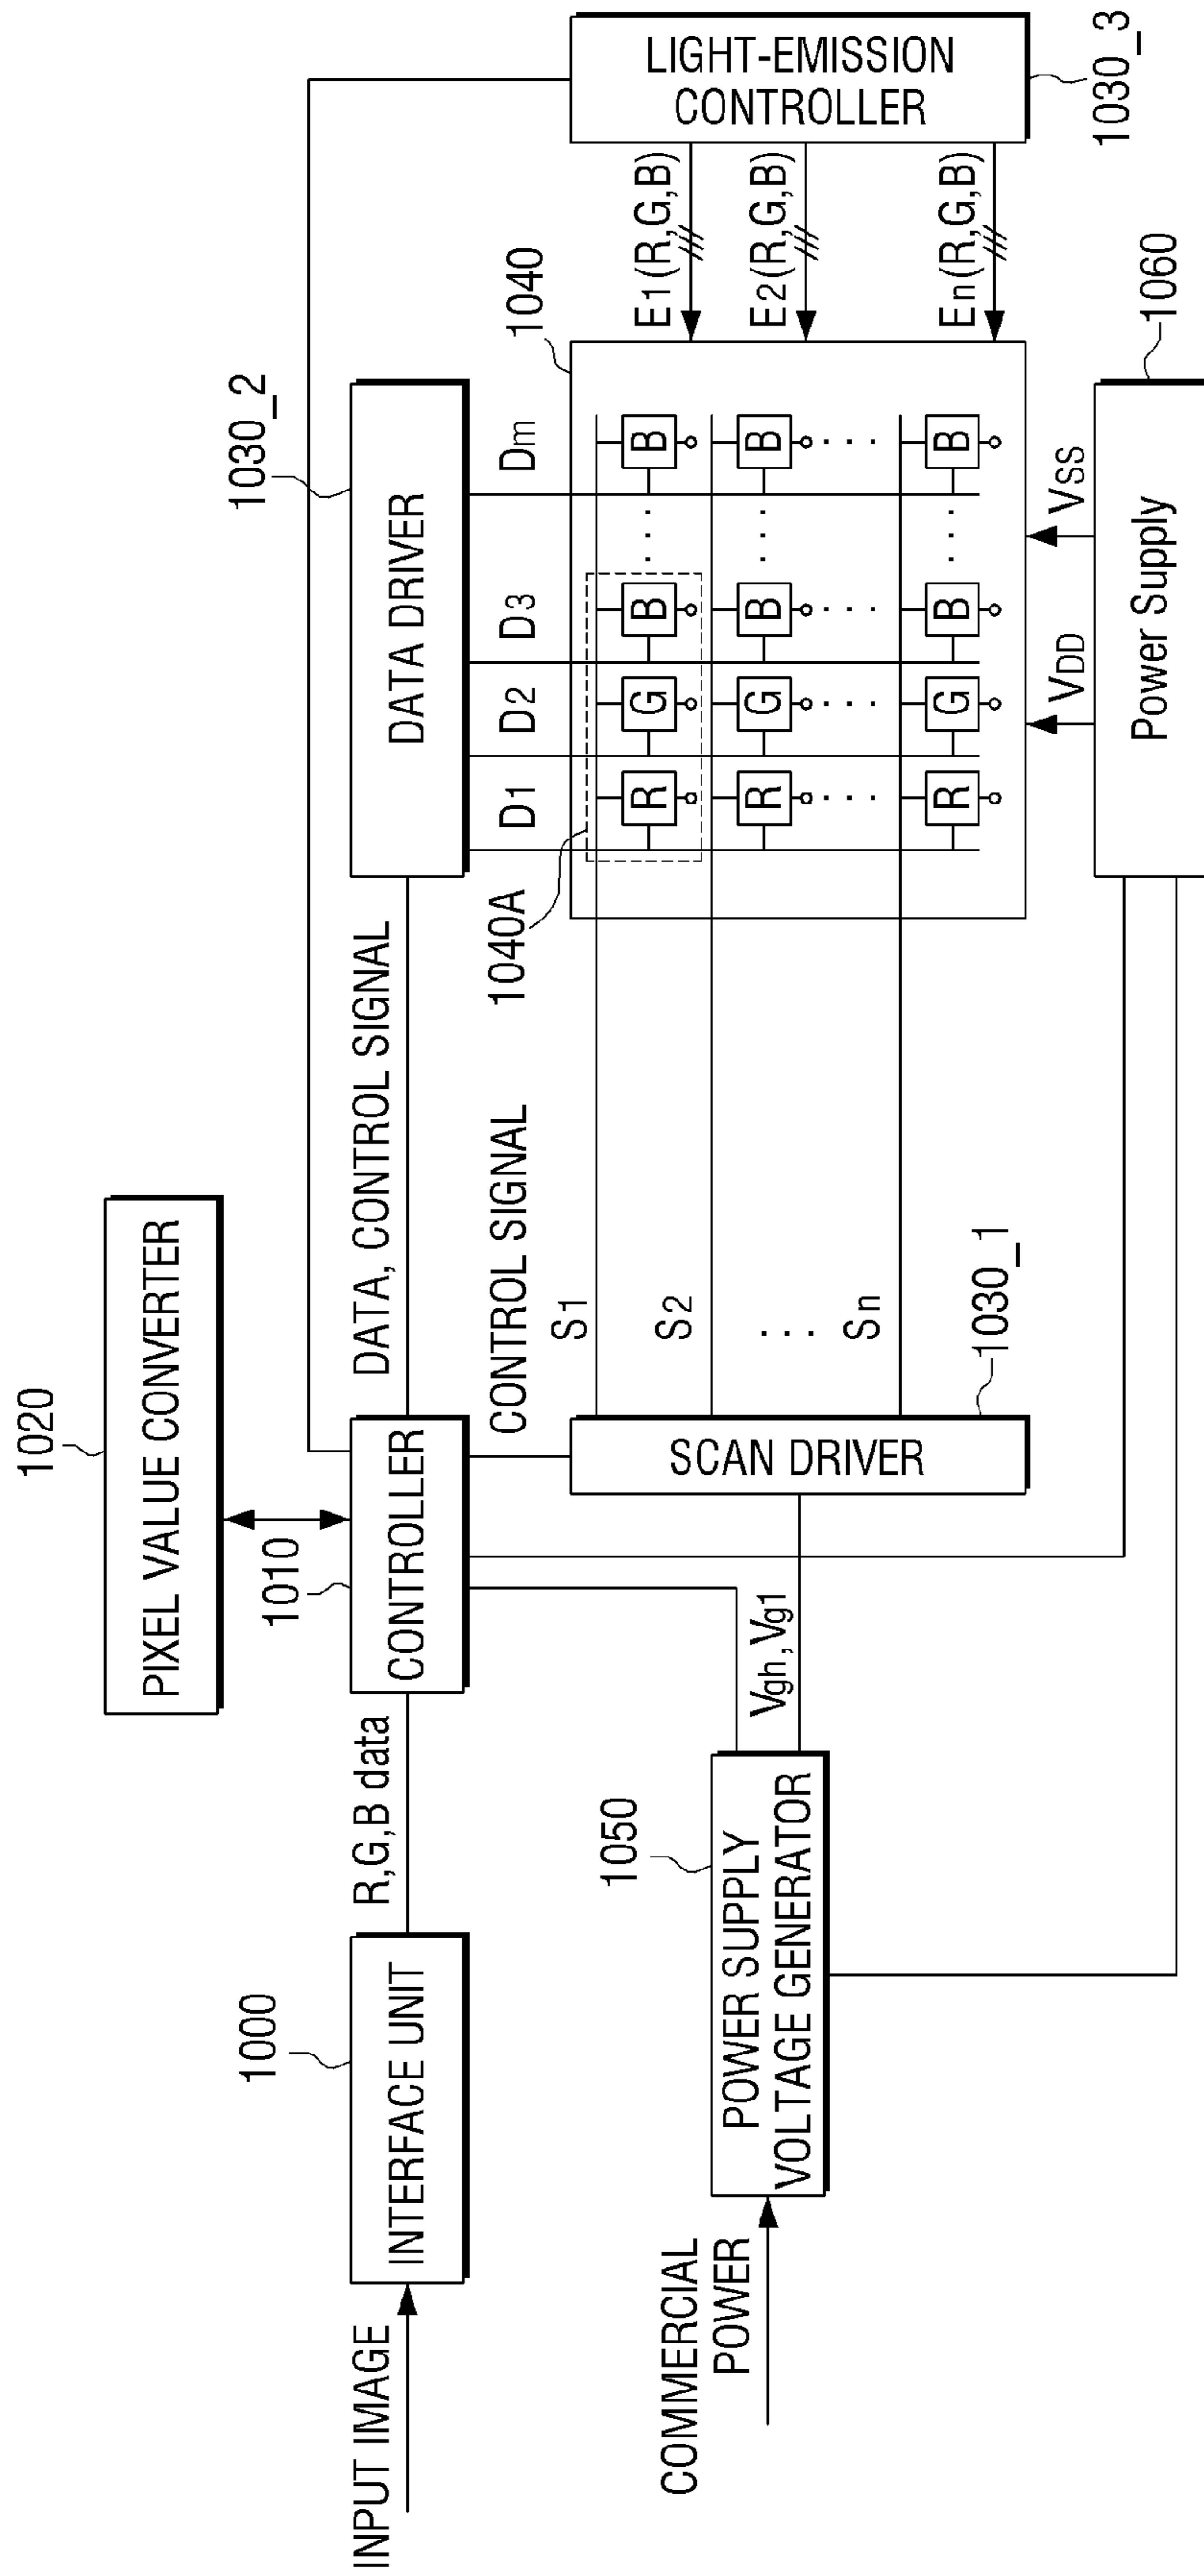 1020
PIXEL VALUE CONVERTER
1030_2
1000
1010
INPUT IMAGE
INTERFACE UNIT
R,G,B data
CONTROLLER
DATA, CONTROL SIGNAL
DATA DRIVER
CONTROL SIGNAL
1040A
D1
D2
D3
Dm
1040
S1
S2
. . .
Sn
R
G
B
. . .
B
R
G
B
. . .
B
. . .
. . .
. . .
. . .
R
G
B
. . .
B
E1(R,G,B)
E2(R,G,B)
En(R,G,B)
LIGHT-EMISSION
CONTROLLER
1030_3
SCAN DRIVER
1030_1
1050
COMMERCIAL
POWER
POWER SUPPLY
VOLTAGE GENERATOR
Vgh, Vg1
VDD
VSS
1060
Power Supply